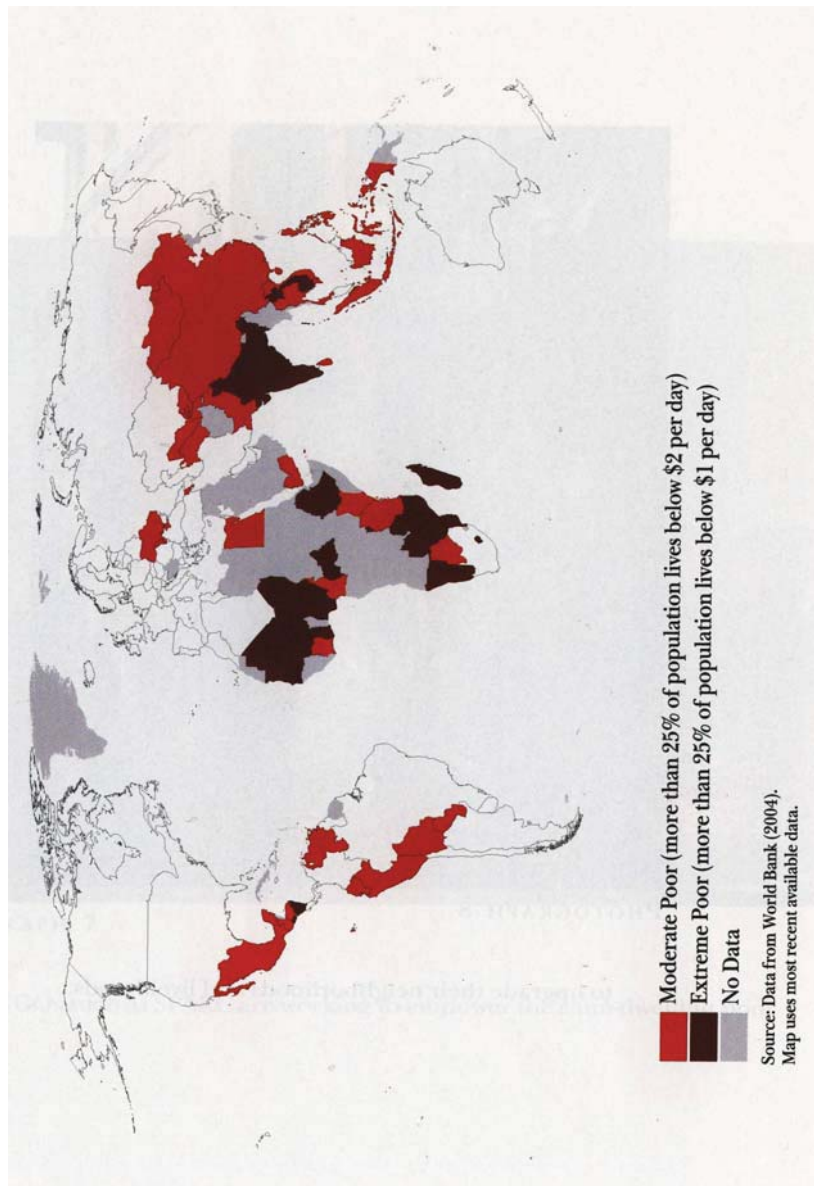 Moderate Poor (more than 25% of population lives below $2 per day)
Extreme Poor (more than 25% of population lives below $1 per day)
No Data
Source: Data from World Bank (2004).
Map uses most recent available data.